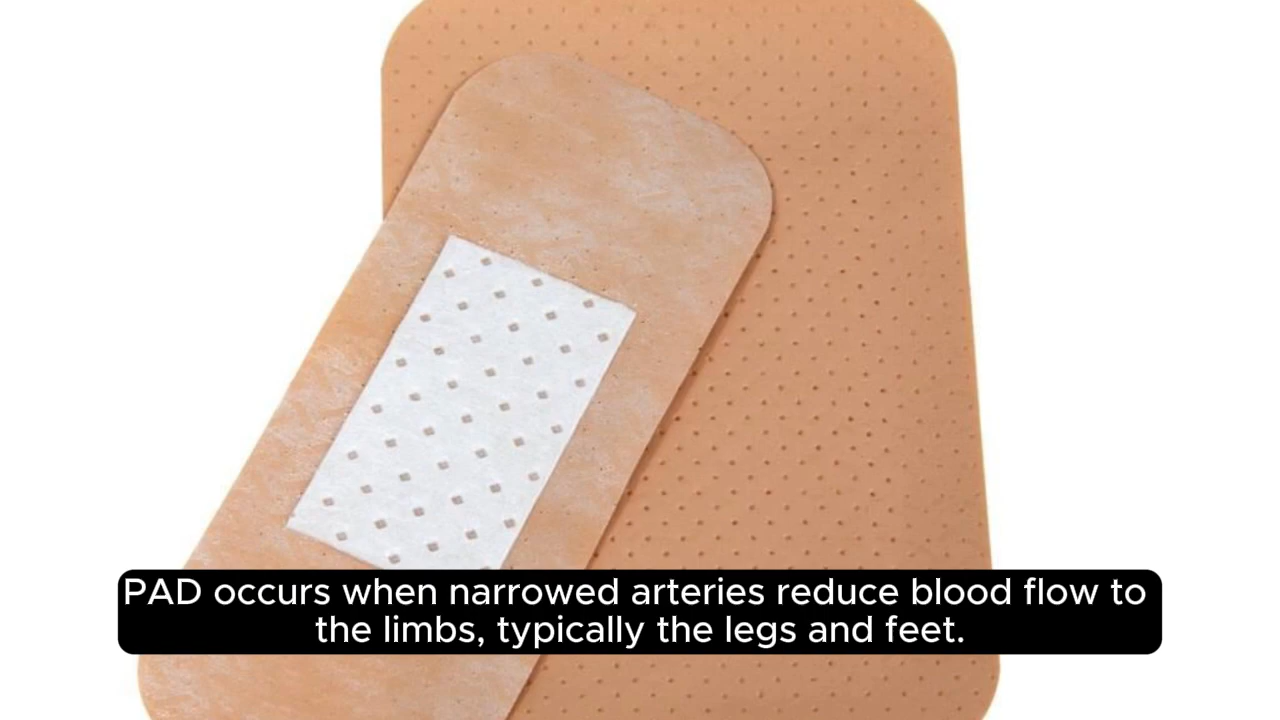 PAD occurs when narrowed arteries reduce blood flow to
the limbs, typically the legs and feet.